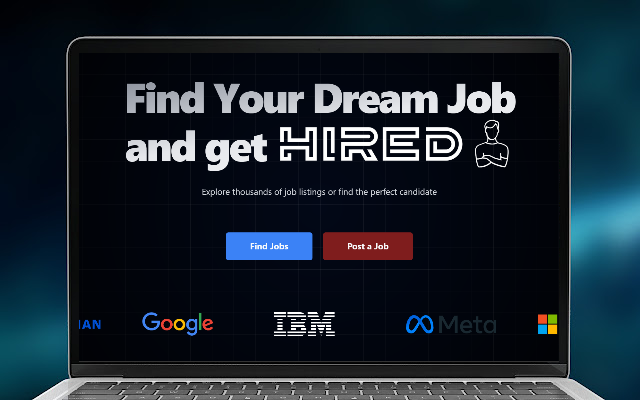 Find Your Dream Job
and get HIRED
Explore thousands of job listings or find the perfect candidate
Find Jobs
Post a Job
IAN
Google
IBM
Meta